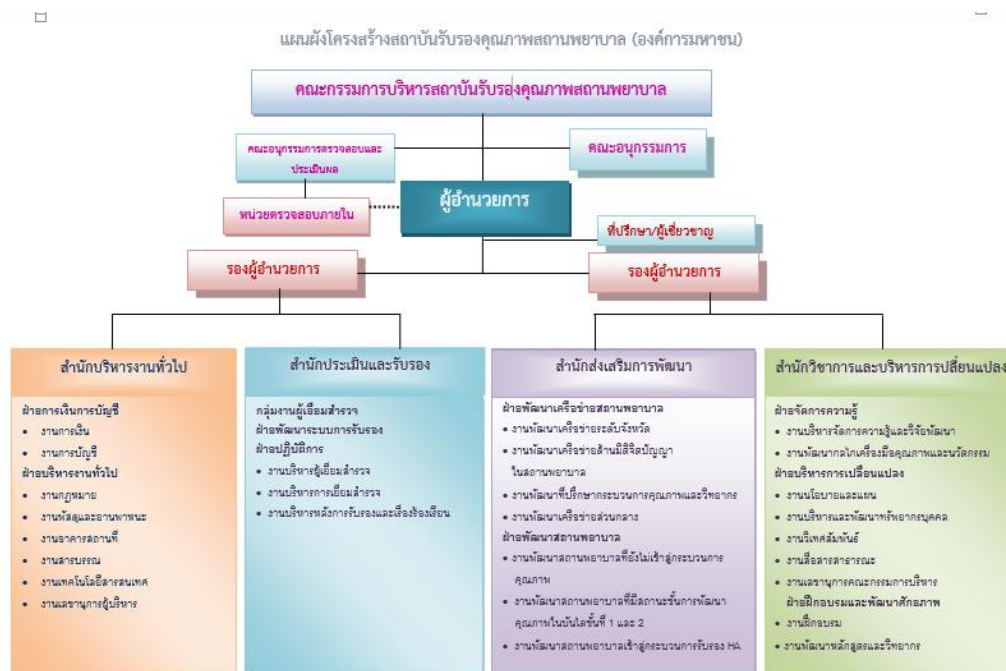 แผนผังโครงสร้างสถาบันรับรองคุณภาพสถานพยาบาล (องค์การมหาชน)
คณะกรรมการบริหารสถาบันรับรองคุณภาพสถานพยาบาล
คณะอนุกรรมการตรวจสอบและ
ประเมินผล
คณะอนุกรรมการ
ผู้อำนวยการ
หน่วยตรวจสอบภายใน
ที่ปรึกษา/ผู้เชี่ยวชาญ
รองผู้อำนวยการ
รองผู้อำนวยการ
สำนักบริหารงานทั่วไป
ฝ่ายการเงินการบัญชี
• งานการเงิน
• งานการบัญชี
ฝ่ายบริหารงานทั่วไป
• งานกฎหมาย
• งานพัสดุและยานพาหนะ
• งานอาคารสถานที่
• งานสารบรรณ
• งานเทคโนโลยีสารสนเทศ
• งานเลขานุการผู้บริหาร
สำนักประเมินและรับรอง
กลุ่มงานผู้เยี่ยมสำรวจ
ฝ่ายพัฒนาระบบการรับรอง
ฝ่ายปฏิบัติการ
• งานบริหารผู้เยี่ยมสำรวจ
• งานบริหารการเยี่ยมสำรวจ
• งานบริหารหลังการรับรองและเรื่องร้องเรียน
สำนักส่งเสริมการพัฒนา
ฝ่ายพัฒนาเครือข่ายสถานพยาบาล
• งานพัฒนาเครือข่ายระดับจังหวัด
• งานพัฒนาเครือข่ายด้านมิติจิตปัญญา
ในสถานพยาบาล
• งานพัฒนาที่ปรึกษากระบวนการคุณภาพและวิทยากร
• งานพัฒนาเครือข่ายส่วนกลาง
ฝ่ายพัฒนาสถานพยาบาล
• งานพัฒนาสถานพยาบาลที่ยังไม่เข้าสู่กระบวนการ
คุณภาพ
• งานพัฒนาสถานพยาบาลที่มีสถานะขั้นการพัฒนา
คุณภาพในบันไดขั้นที่ 1 และ 2
• งานพัฒนาสถานพยาบาลเข้าสู่กระบวนการรับรอง HA
สำนักวิชาการและบริหารการเปลี่ยนแปลง
ฝ่ายจัดการความรู้
• งานบริหารจัดการความรู้และวิจัยพัฒนา
• งานพัฒนากลไกเครื่องมือคุณภาพและนวัตกรรม
ฝ่ายบริหารการเปลี่ยนแปลง
• งานนโยบายและแผน
• งานบริหารและพัฒนาทรัพยากรบุคคล
• งานวิเทศสัมพันธ์
• งานสื่อสารสาธารณะ
• งานเลขานุการคณะกรรมการบริหาร
ฝ่ายฝึกอบรมและพัฒนาศักยภาพ
• งานฝึกอบรม
• งานพัฒนาหลักสูตรและวิทยากร